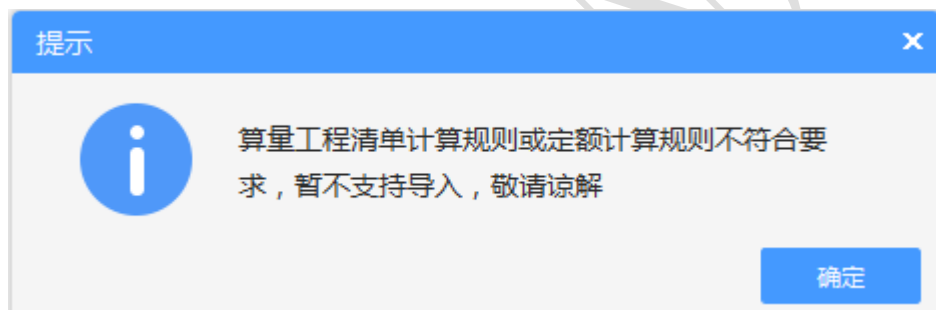 提示
算量工程清单计算规则或定额计算规则不符合要
求，暂不支持导入，敬请谅解
确定